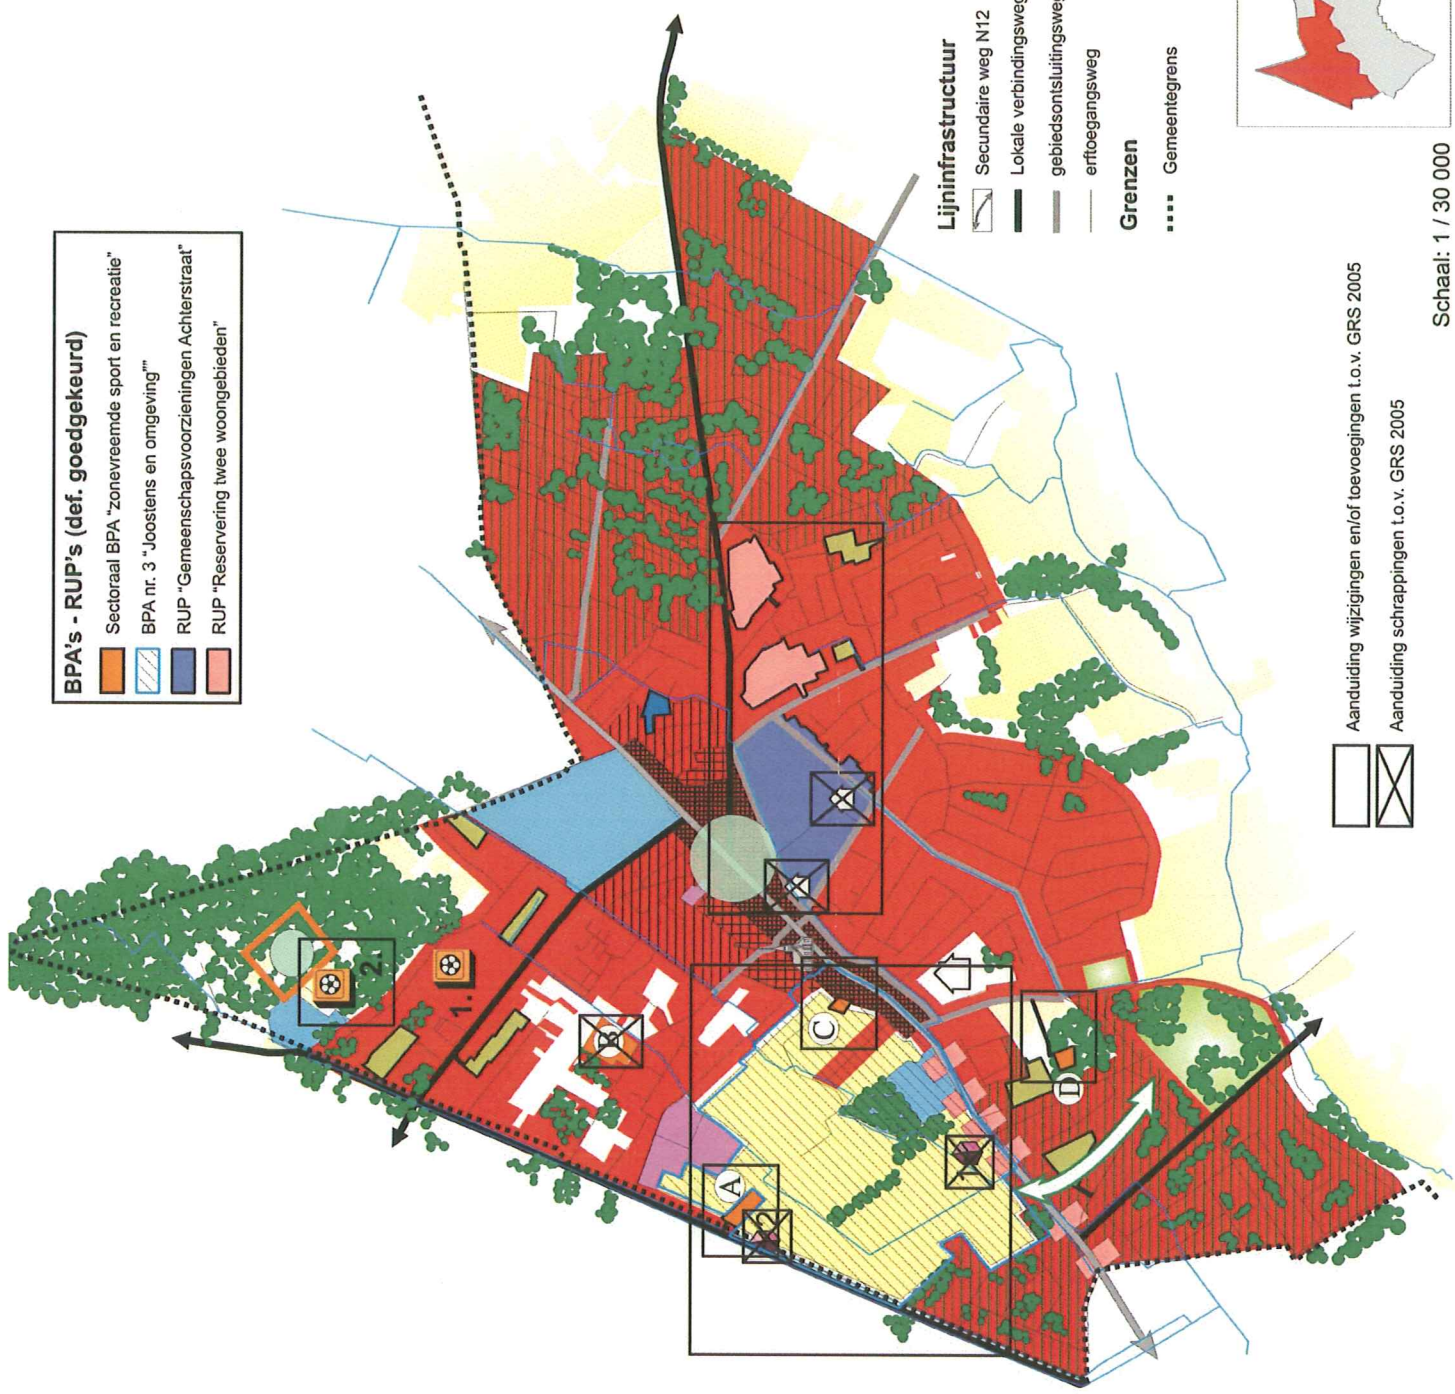 BPA's - RUP's (def. goedgekeurd)
Sectoraal BPA "zonevreemde sport en recreatie"
BPA nr. 3 "Joostens en omgeving""
RUP "Gemeenschapsvoorzieningen Achterstraat"
RUP "Reservering twee woongebieden"
Lijninfrastructuur
Secundaire weg N12
Lokale verbindingsweg
gebiedsontsluitingsweg
erftoegangsweg
Grenzen
Gemeentegrens
Aanduiding wijzigingen en/of toevoegingen t.o.v. GRS 2005
Aanduiding schrappingen t.o.v. GRS 2005
Schaal: 1 / 30 000
2.
1.
B
C
A
D
2
1